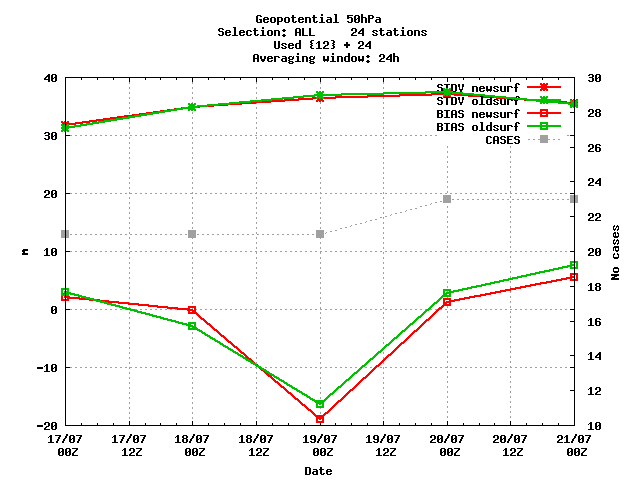 Geopotential 50hPa
Selection: ALL 24 stations
Used {12} + 24
Averaging window: 24h
40 30
STDV newsurf
STDV oldsurf
28
BIAS newsurf
30
BIAS oldsurf
CASES
26
24
20
22
10 20
m
No cases
18
0
16
14
-10
12
-20 10
17/07 17/07 18/07 18/07 19/07 19/07 20/07 20/07 21/07
00Z 12Z 00Z 12Z 00Z 12Z 00Z 12Z 00Z
Date